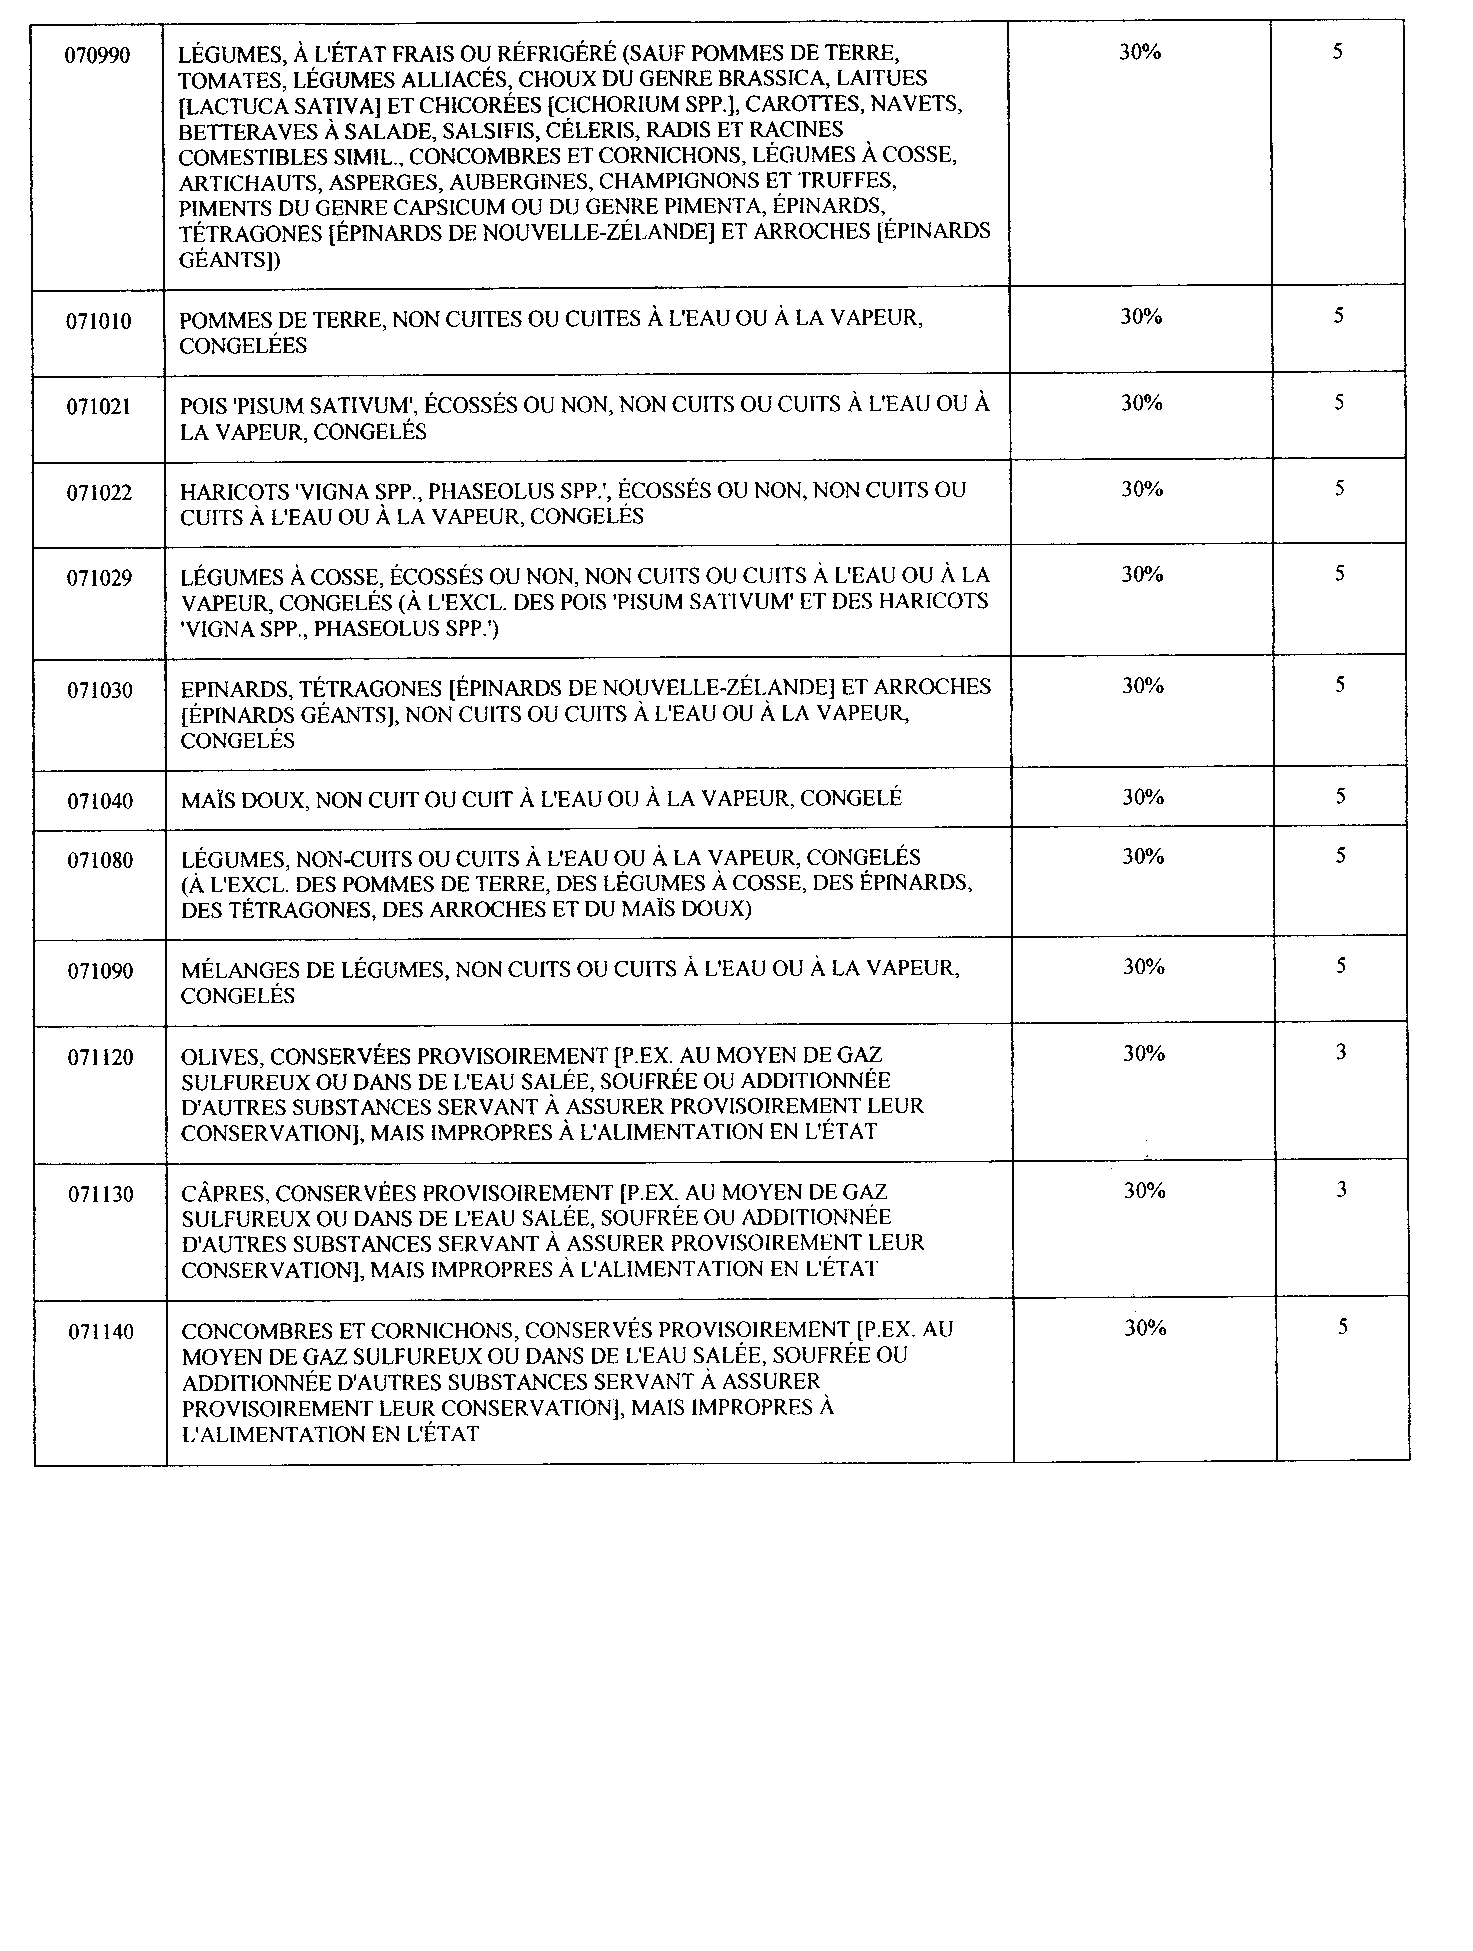 070990 LÉGUMES, À L'ÉTAT FRAIS OU RÉFRIGÉRÉ (SAUF POMMES DE TERRE, 30% 5
TOMATES, LÉGUMES ALLIACÉS, CHOUX DU GENRE BRASSICA, LAITUES
[LACTUCA SATIVA] ET CHICORÉES [CICHORIUM SPP.], CAROTTES, NAVETS,
BETTERAVES À SALADE, SALSIFIS, CÉLERIS, RADIS ET RACINES
COMESTIBLES SIMIL., CONCOMBRES ET CORNICHONS, LÉGUMES À COSSE,
ARTICHAUTS, ASPERGES, AUBERGINES, CHAMPIGNONS ET TRUFFES,
PIMENTS DU GENRE CAPSICUM OU DU GENRE PIMENTA, ÉPINARDS,
TÉTRAGONES [ÉPINARDS DE NOUVELLE-ZÉLANDE] ET ARROCHES [ÉPINARDS
GÉANTS])
071010 POMMES DE TERRE, NON CUITES OU CUITES À L'EAU OU À LA VAPEUR, 30% 5
CONGELÉES
071021 POIS 'PISUM SATIVUM', ÉCOSSÉS OU NON, NON CUITS OU CUITS À L'EAU OU À 30% 5
LA VAPEUR, CONGELÉS
071022 HARICOTS 'VIGNA SPP., PHASEOLUS SPP.', ÉCOSSÉS OU NON, NON CUITS OU 30% 5
CUITS À L'EAU OU À LA VAPEUR, CONGELÉS
071029 LÉGUMES À COSSE, ÉCOSSÉS OU NON, NON CUITS OU CUITS À L'EAU OU À LA 30% 5
VAPEUR, CONGELÉS (À L'EXCL. DES POIS 'PISUM SATIVUM' ET DES HARICOTS
'VIGNA SPP., PHASEOLUS SPP.')
071030 EPINARDS, TÉTRAGONES [ÉPINARDS DE NOUVELLE-ZÉLANDE] ET ARROCHES 30% 5
[ÉPINARDS GÉANTS], NON CUITS OU CUITS À L'EAU OU À LA VAPEUR,
CONGELÉS
071040 MAÏS DOUX, NON CUIT OU CUIT À L'EAU OU À LA VAPEUR, CONGELÉ 30% 5
071080 LÉGUMES, NON-CUITS OU CUITS À L'EAU OU À LA VAPEUR, CONGELÉS 30% 5
(À L'EXCL. DES POMMES DE TERRE, DES LÉGUMES À COSSE, DES ÉPINARDS,
DES TÉTRAGONES, DES ARROCHES ET DU MAÏS DOUX)
071090 MÉLANGES DE LÉGUMES, NON CUITS OU CUITS À L'EAU OU À LA VAPEUR, 30% 5
CONGELÉS
071120 OLIVES, CONSERVÉES PROVISOIREMENT [P.EX. AU MOYEN DE GAZ 30% 3
SULFUREUX OU DANS DE L'EAU SALÉE, SOUFRÉE OU ADDITIONNÉE
D'AUTRES SUBSTANCES SERVANT À ASSURER PROVISOIREMENT LEUR
CONSERVATION], MAIS IMPROPRES À L'ALIMENTATION EN L'ÉTAT
071130 CÂPRES, CONSERVÉES PROVISOIREMENT [P.EX. AU MOYEN DE GAZ 30% 3
SULFUREUX OU DANS DE L'EAU SALÉE, SOUFRÉE OU ADDITIONNÉE
D'AUTRES SUBSTANCES SERVANT À ASSURER PROVISOIREMENT LEUR
CONSERVATION], MAIS IMPROPRES À L'ALIMENTATION EN L'ÉTAT
071140 CONCOMBRES ET CORNICHONS, CONSERVÉS PROVISOIREMENT [P.EX. AU 30% 5
MOYEN DE GAZ SULFUREUX OU DANS DE L'EAU SALÉE, SOUFRÉE OU
ADDITIONNÉE D'AUTRES SUBSTANCES SERVANT À ASSURER
PROVISOIREMENT LEUR CONSERVATION], MAIS IMPROPRES À
L'ALIMENTATION EN L'ÉTAT